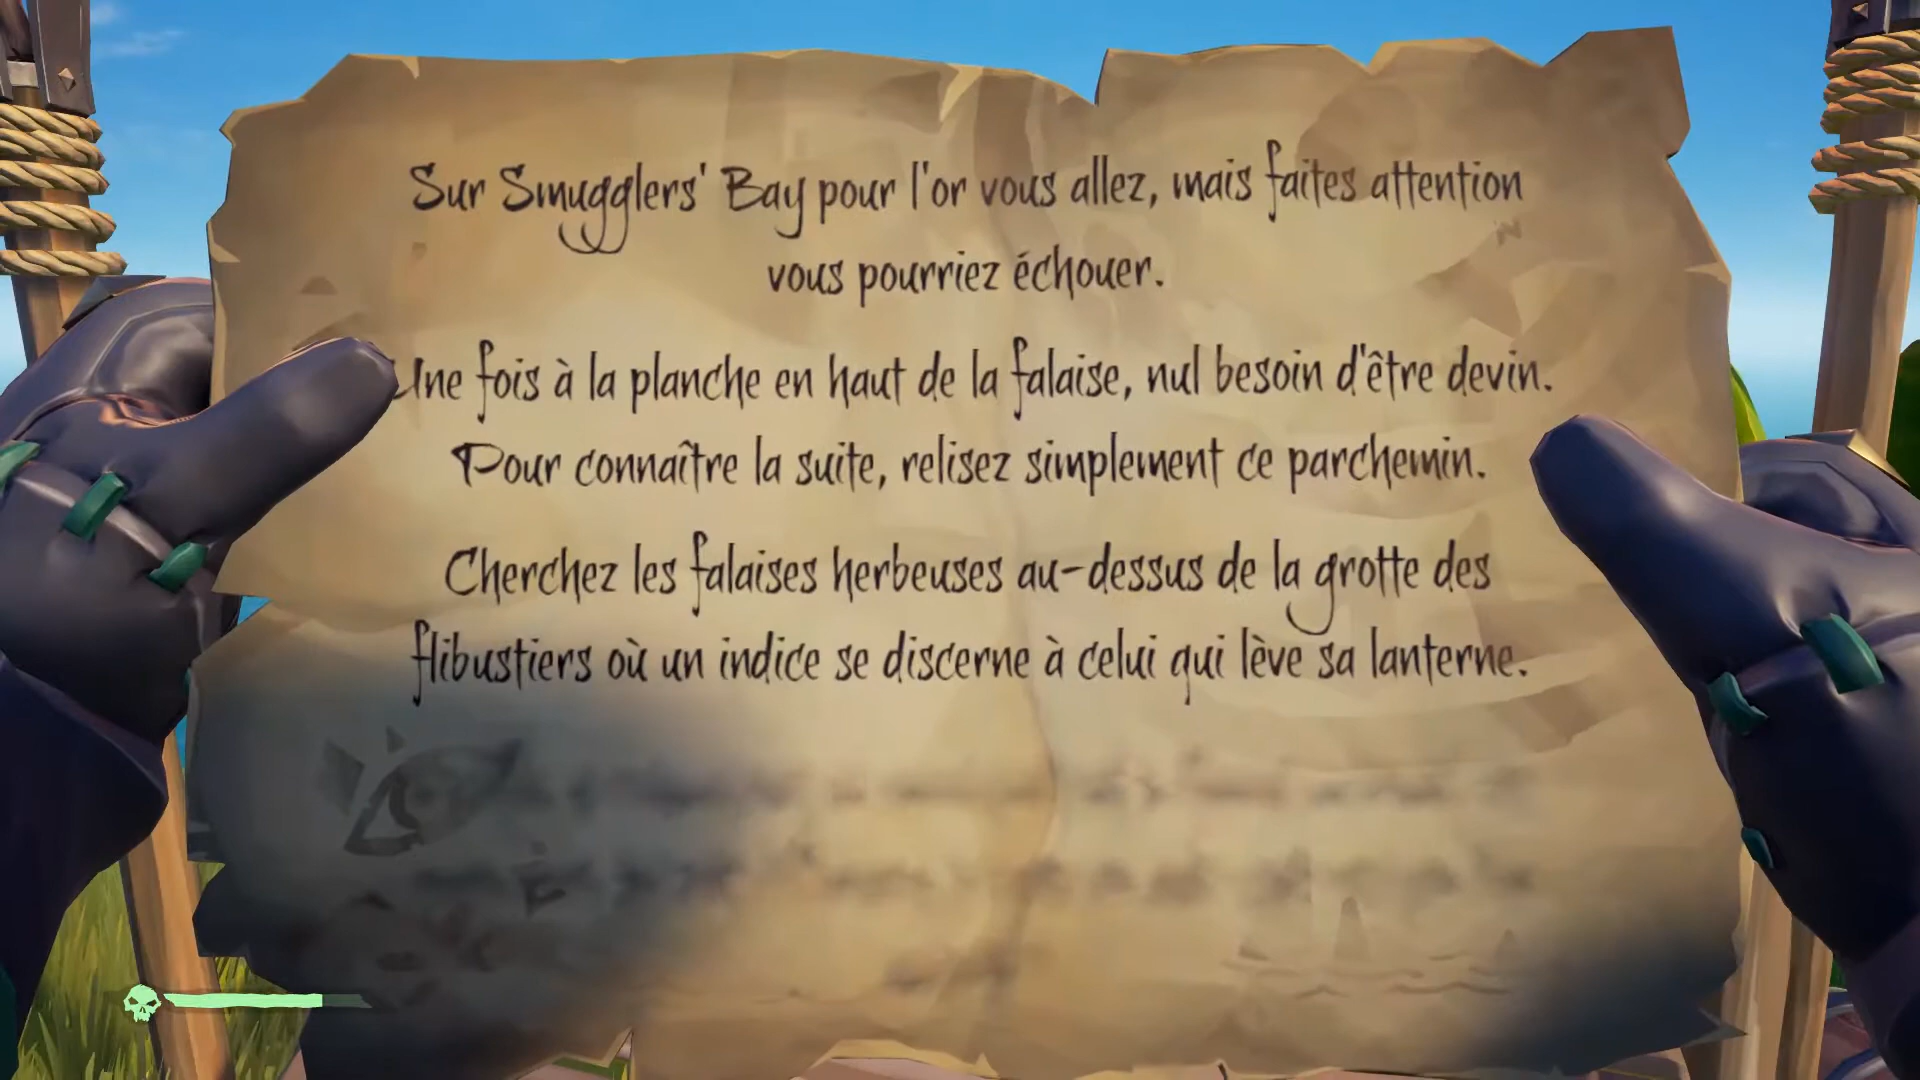 Sur Smugglers' Bay pour l'or vous allez, mais faites attention
vous pourriez échouer.
Une fois à la planche en haut de la falaise, nul besoin d'être devin.
Pour connaître la suite, relisez simplement ce parchemin.
Cherchez les falaises herbeuses au-dessus de la grotte des
flibustiers où un indice se discerne à celui qui lève sa lanterne.